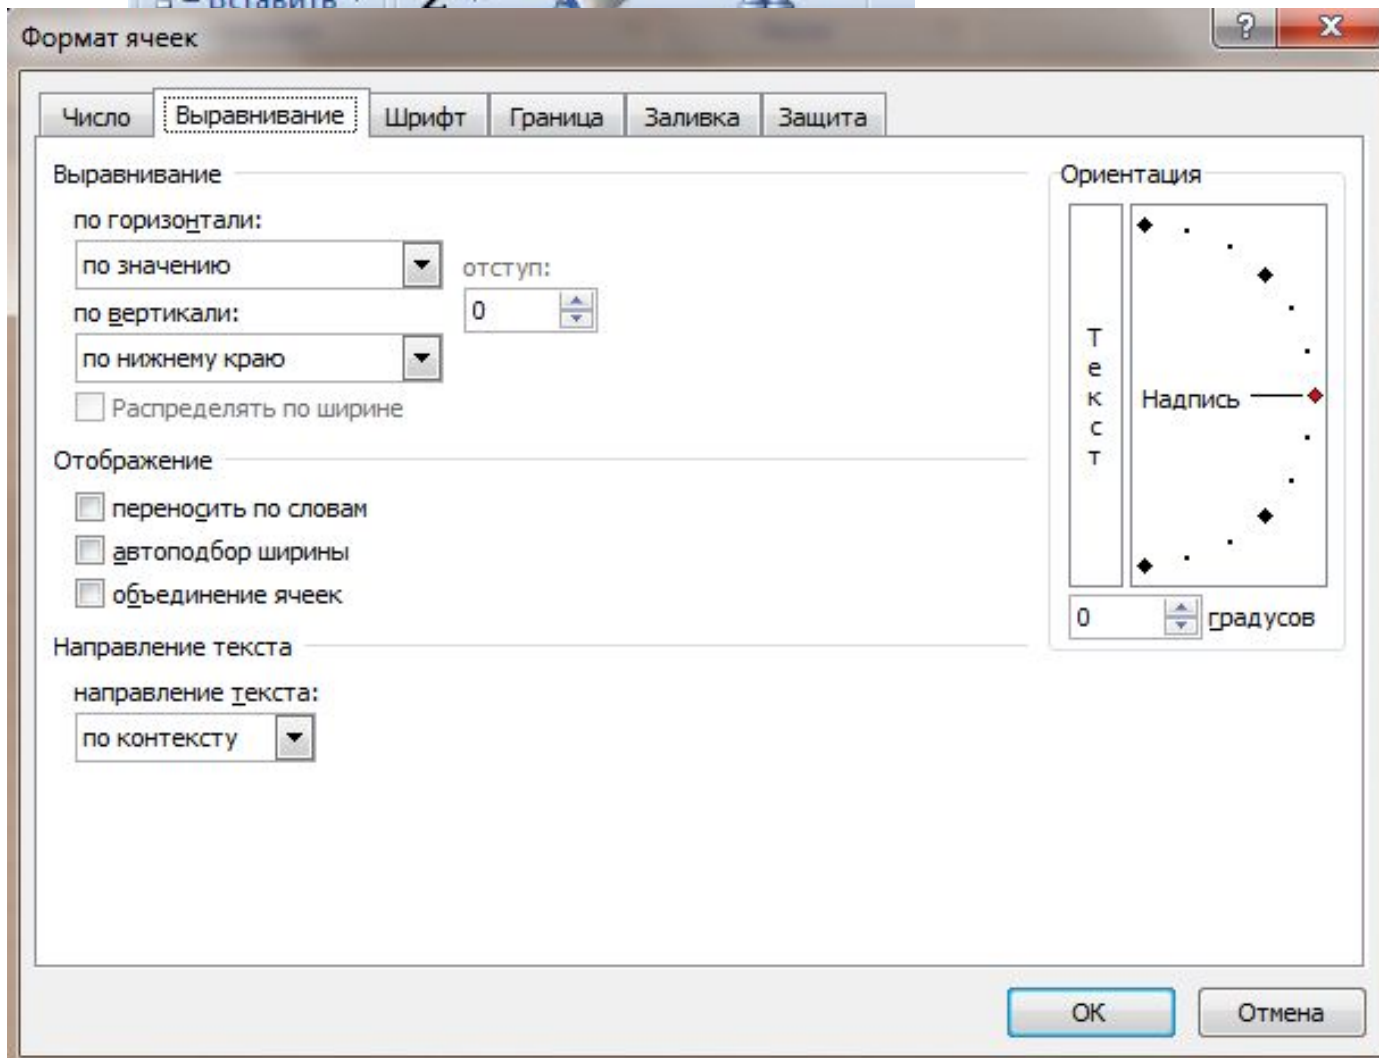 Вставить
Формат ячеек
Число Выравнивание Шрифт Граница Заливка Защита
Выравнивание
по горизонтали:
по значению
отступ:
0
по вертикали:
по нижнему краю
Распределять по ширине
Отображение
переносить по словам
автоподбор ширины
объединение ячеек
Направление текста
направление текста:
по контексту
Ориентация
Текст
Надпись
0 градусов
ОК Отмена